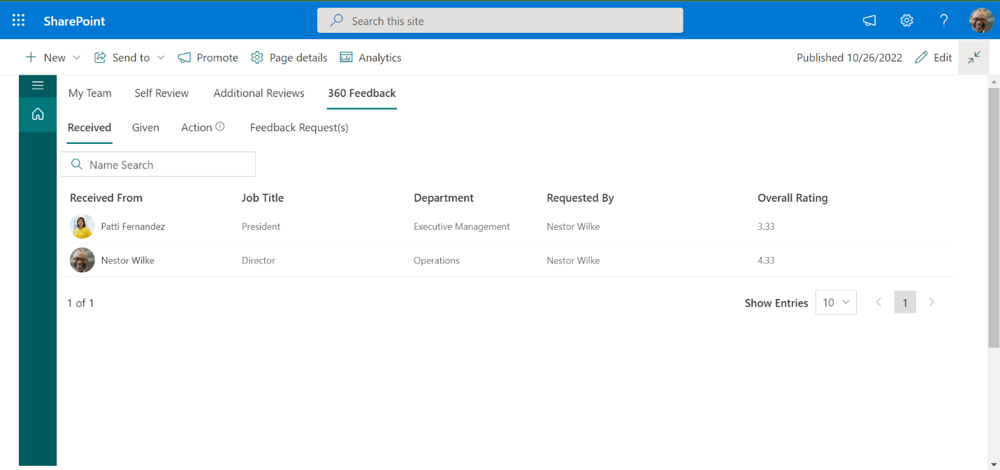 SharePoint Search this site
New Send to Promote Page details Analytics Published 10/26/2022 Edit
My Team Self Review Additional Reviews 360 Feedback
Received Given Action Feedback Request(s)
Name Search
Received From Job Title Department Requested By Overall Rating
Patti Fernandez President Executive Management Nestor Wilke 3.33
Nestor Wilke Director Operations Nestor Wilke 4.33
1 of 1 Show Entries 10 1